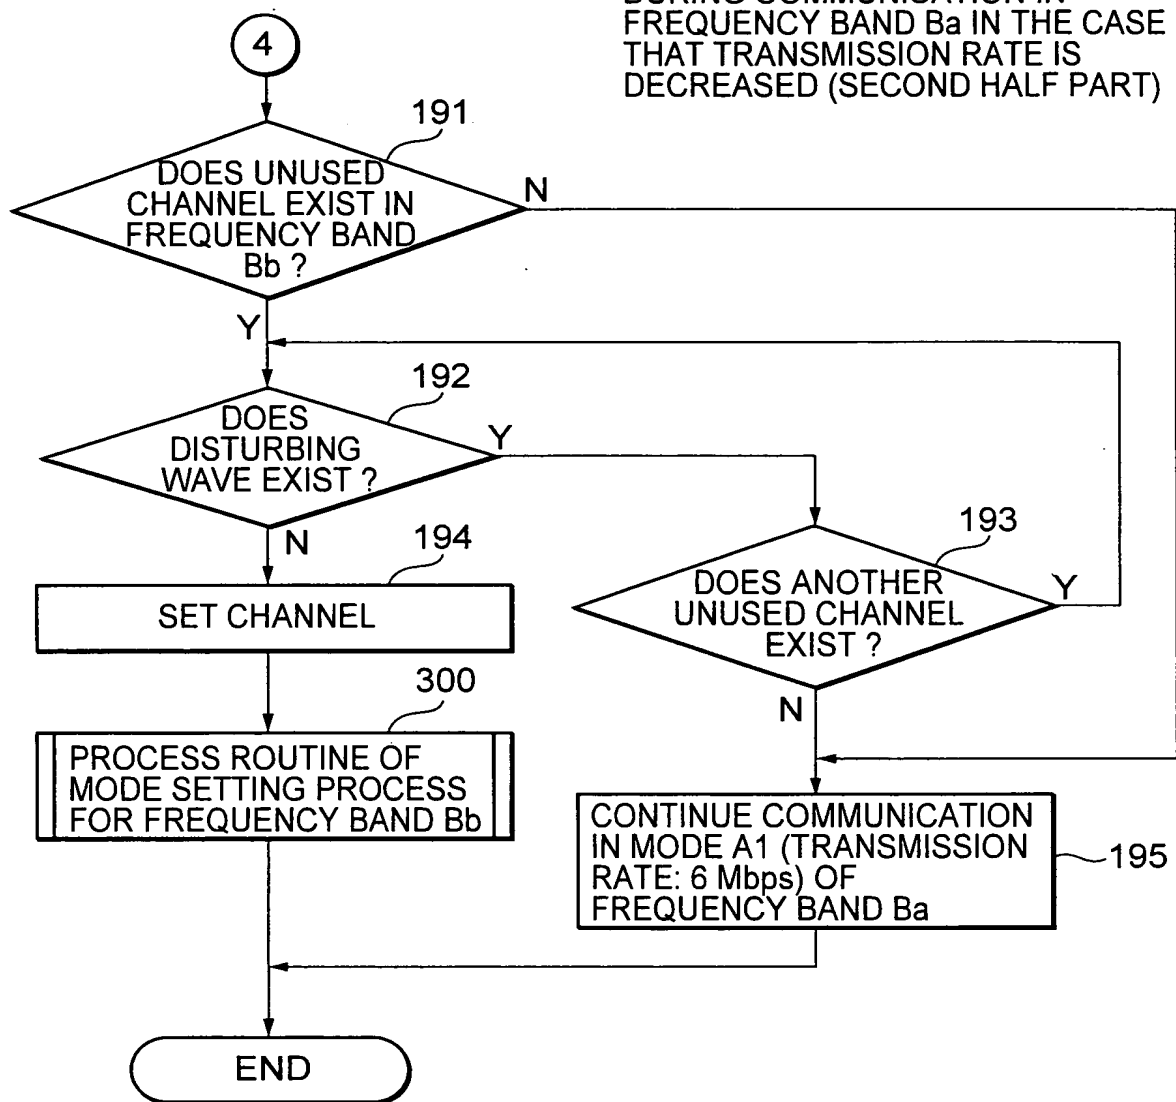 DURING COMMUNICATION IN
FREQUENCY BAND Ba IN THE CASE
THAT TRANSMISSION RATE IS
DECREASED (SECOND HALF PART)
4
191
DOES UNUSED
CHANNEL EXIST IN
FREQUENCY BAND
Bb ?
N
Y
192
DOES
DISTURBING
WAVE EXIST ?
Y
N
193
DOES ANOTHER
UNUSED CHANNEL
EXIST ?
Y
N
194
SET CHANNEL
300
PROCESS ROUTINE OF
MODE SETTING PROCESS
FOR FREQUENCY BAND Bb
CONTINUE COMMUNICATION
IN MODE A1 (TRANSMISSION
RATE: 6 Mbps) OF
FREQUENCY BAND Ba
195
END